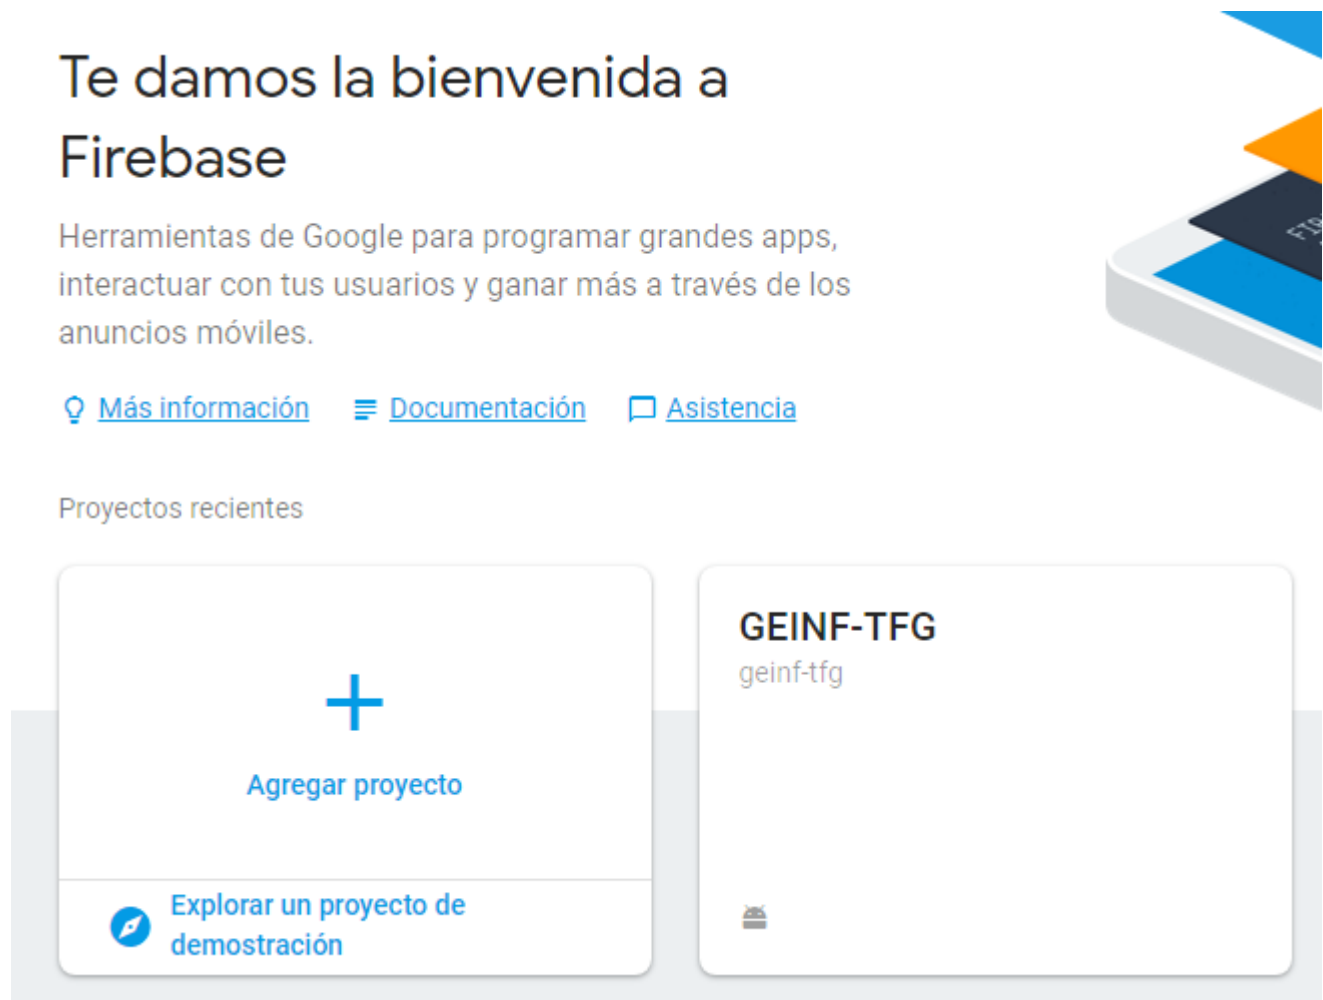 Te damos la bienvenida a
Firebase
Herramientas de Google para programar grandes apps,
interactuar con tus usuarios y ganar más a través de los
anuncios móviles.
Más información Documentación Asistencia
Proyectos recientes
Agregar proyecto
Explorar un proyecto de
demostración
GEINF-TFG
geinf-tfg